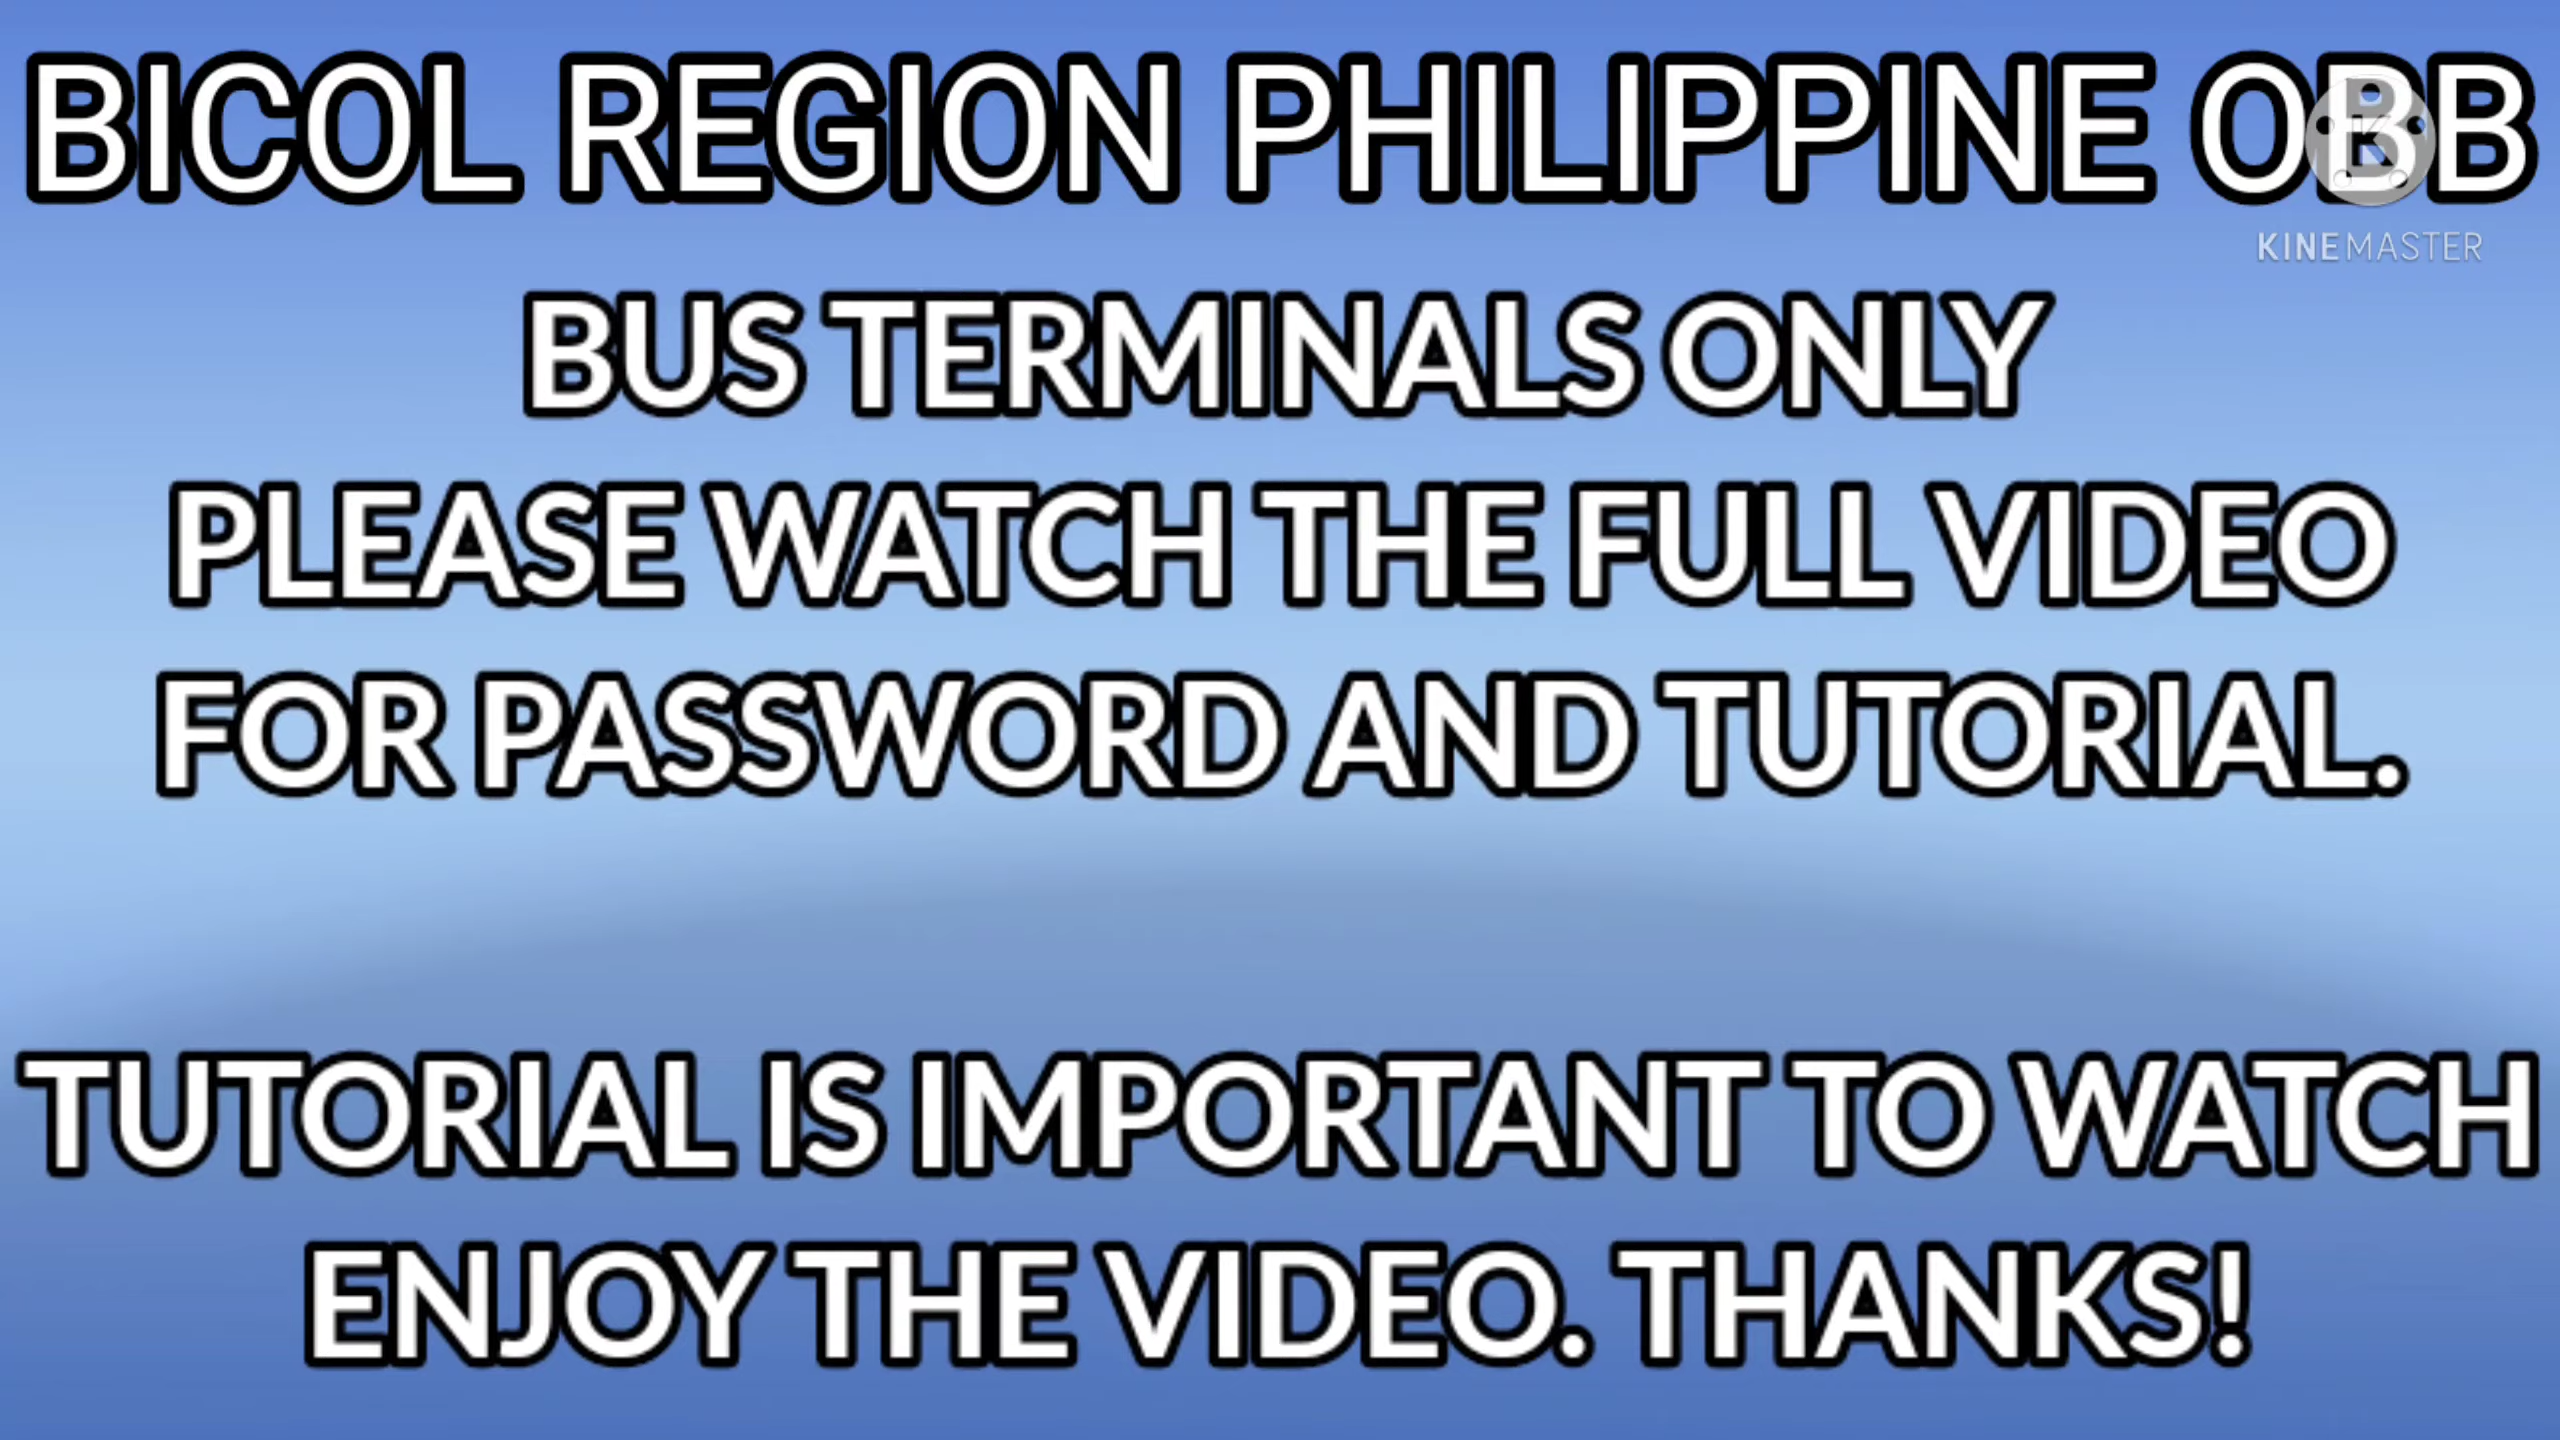 BICOL REGION PHILIPPINE OBB
KINEMASTER
BUS TERMINALS ONLY
PLEASE WATCH THE FULL VIDEO
FOR PASSWORD AND TUTORIAL.
TUTORIAL IS IMPORTANT TO WATCH
ENJOY THE VIDEO. THANKS!